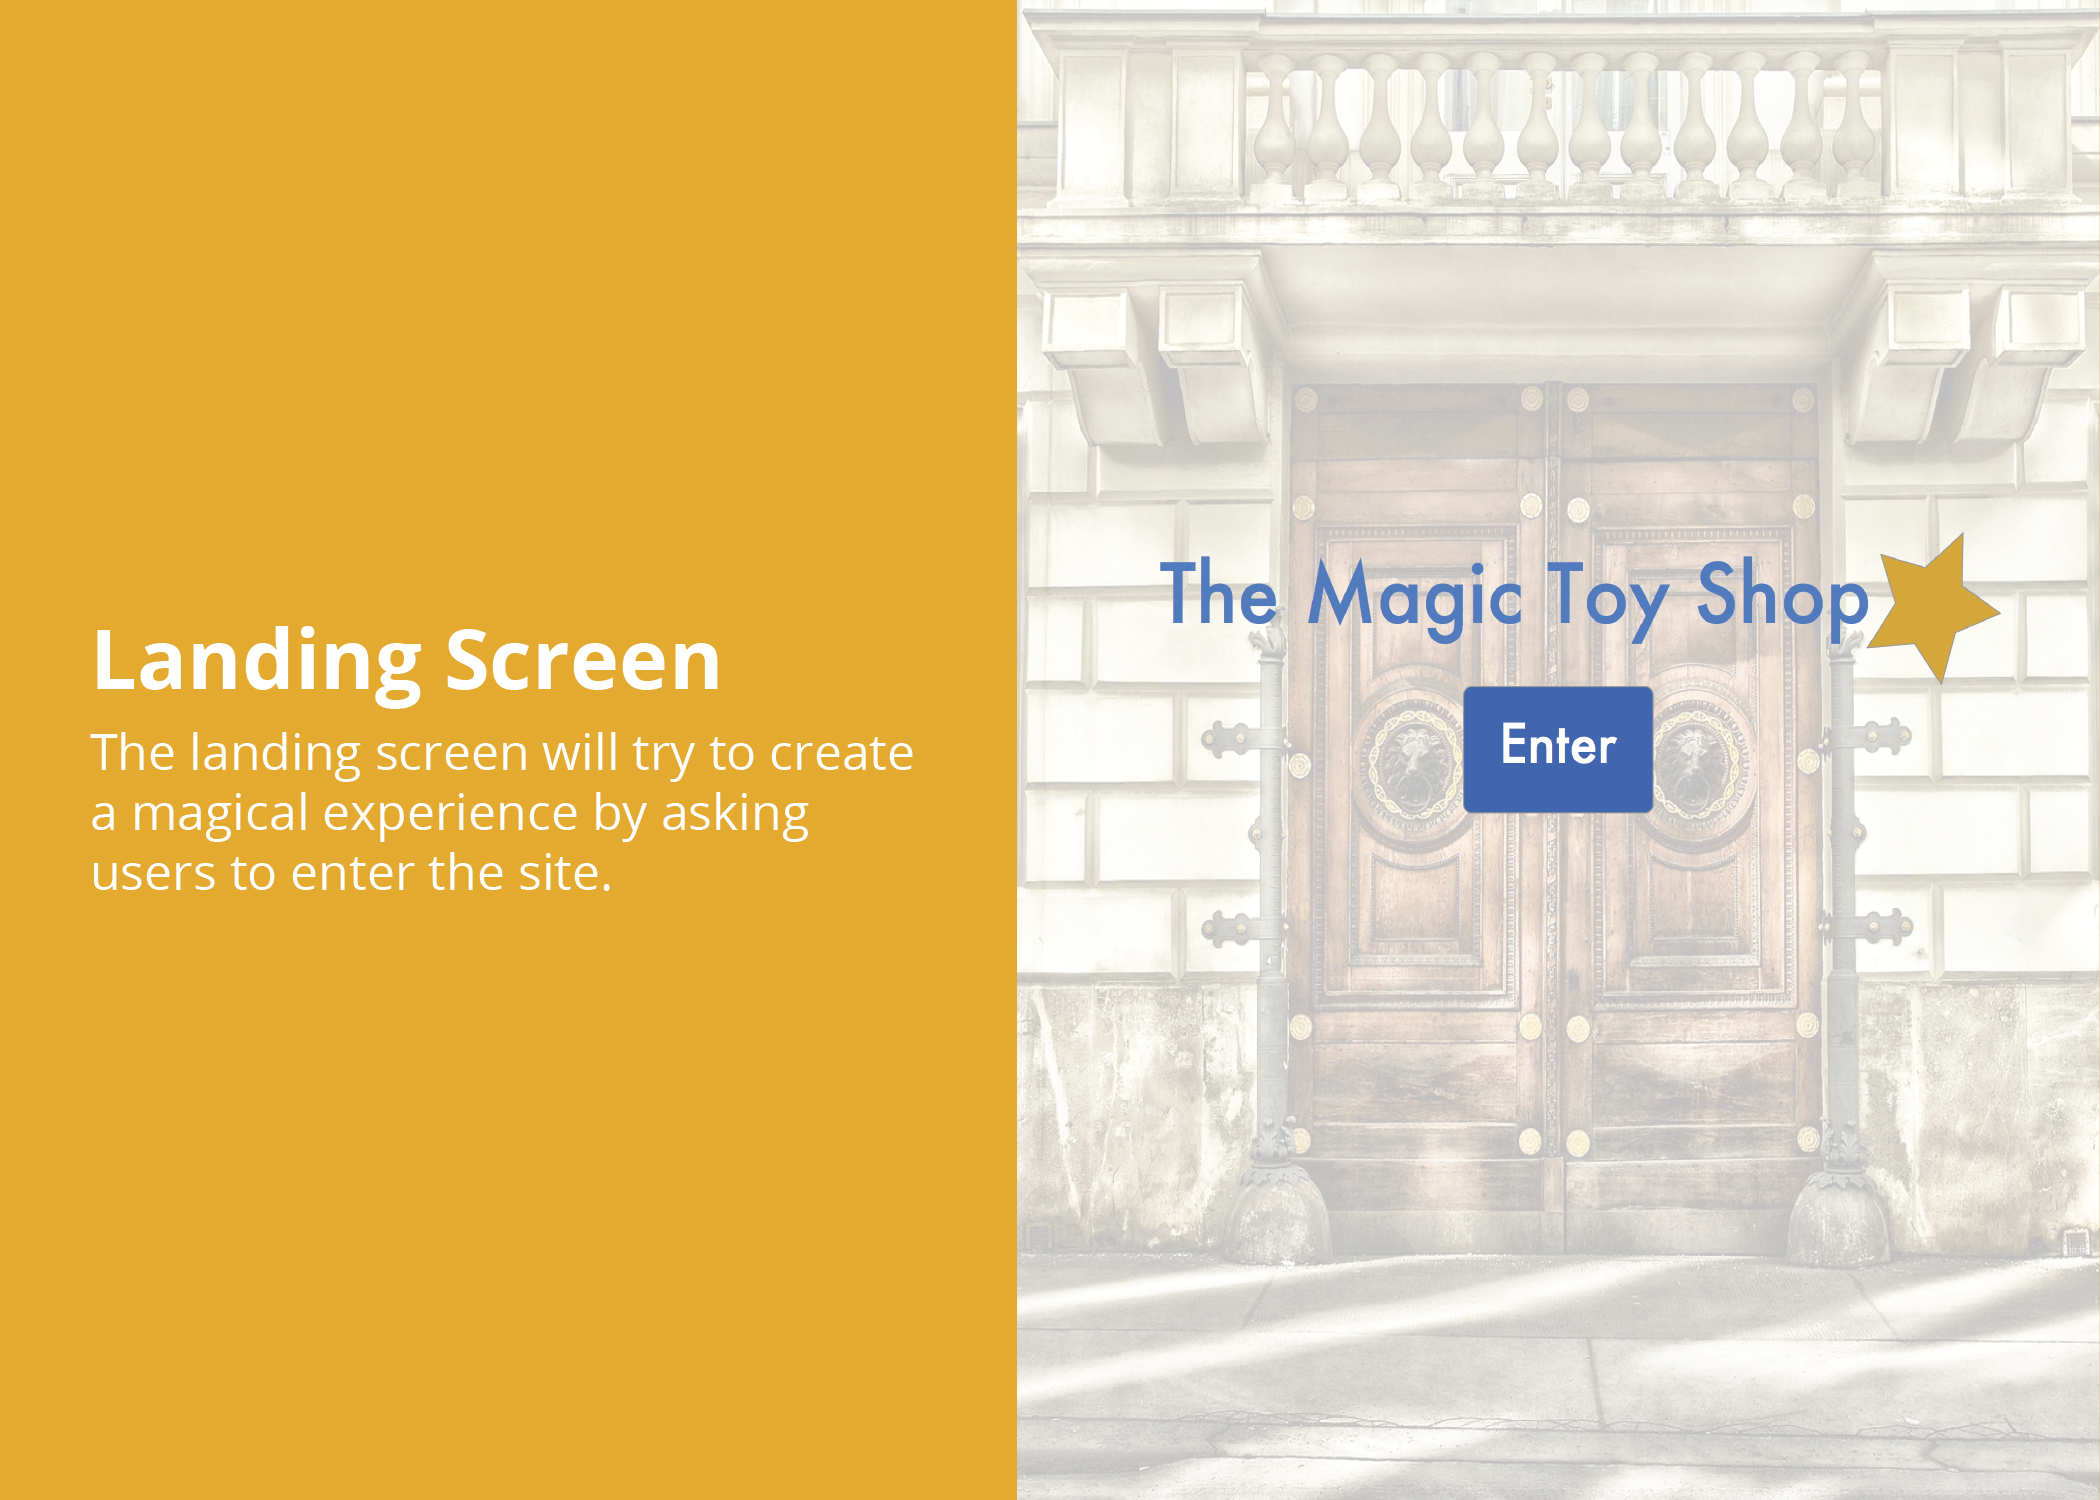 Landing Screen
The landing screen will try to create
a magical experience by asking
users to enter the site.
The Magic Toy Shop
Enter